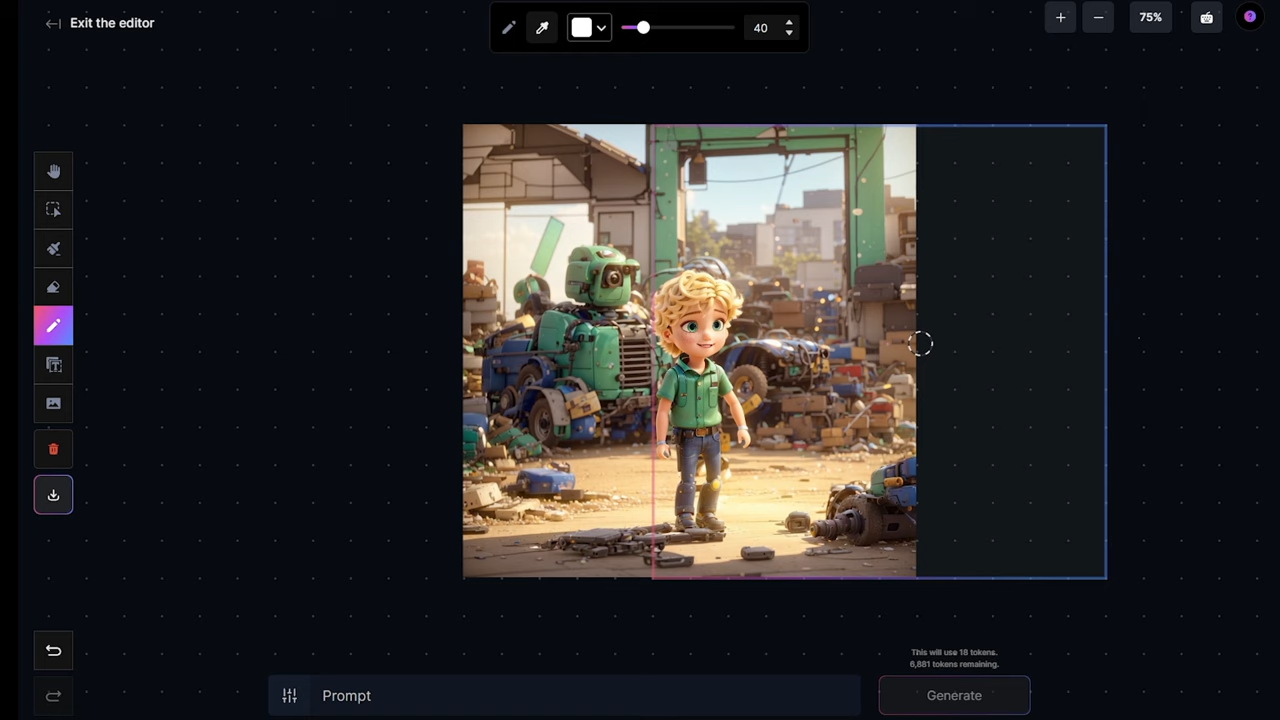 Exit the editor
40
75%
?
T
This will use 18 tokens.
6,881 tokens remaining.
Prompt
Generate